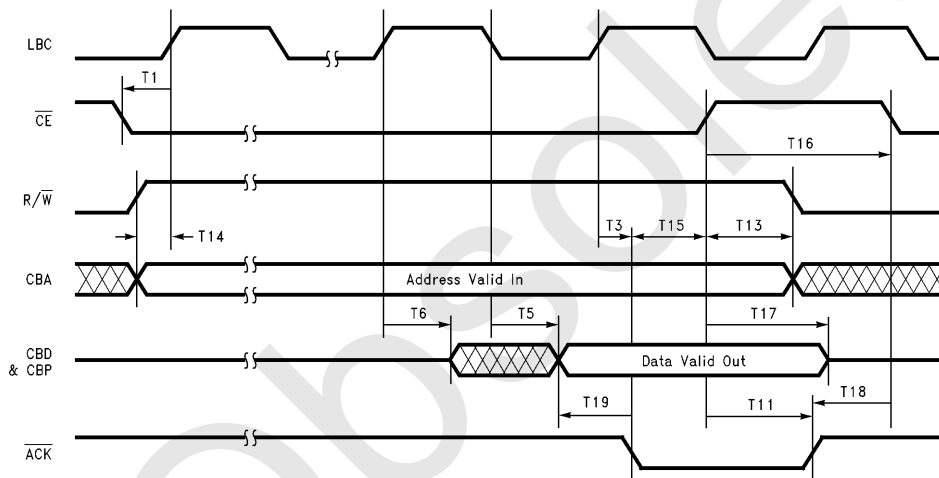 LBC
T1
CE
T16
R/W
T14
T3
T15
T13
CBA
Address Valid In
T6
T5
T17
CBD
& CBP
Data Valid Out
T19
T11
T18
ACK
Obsolete